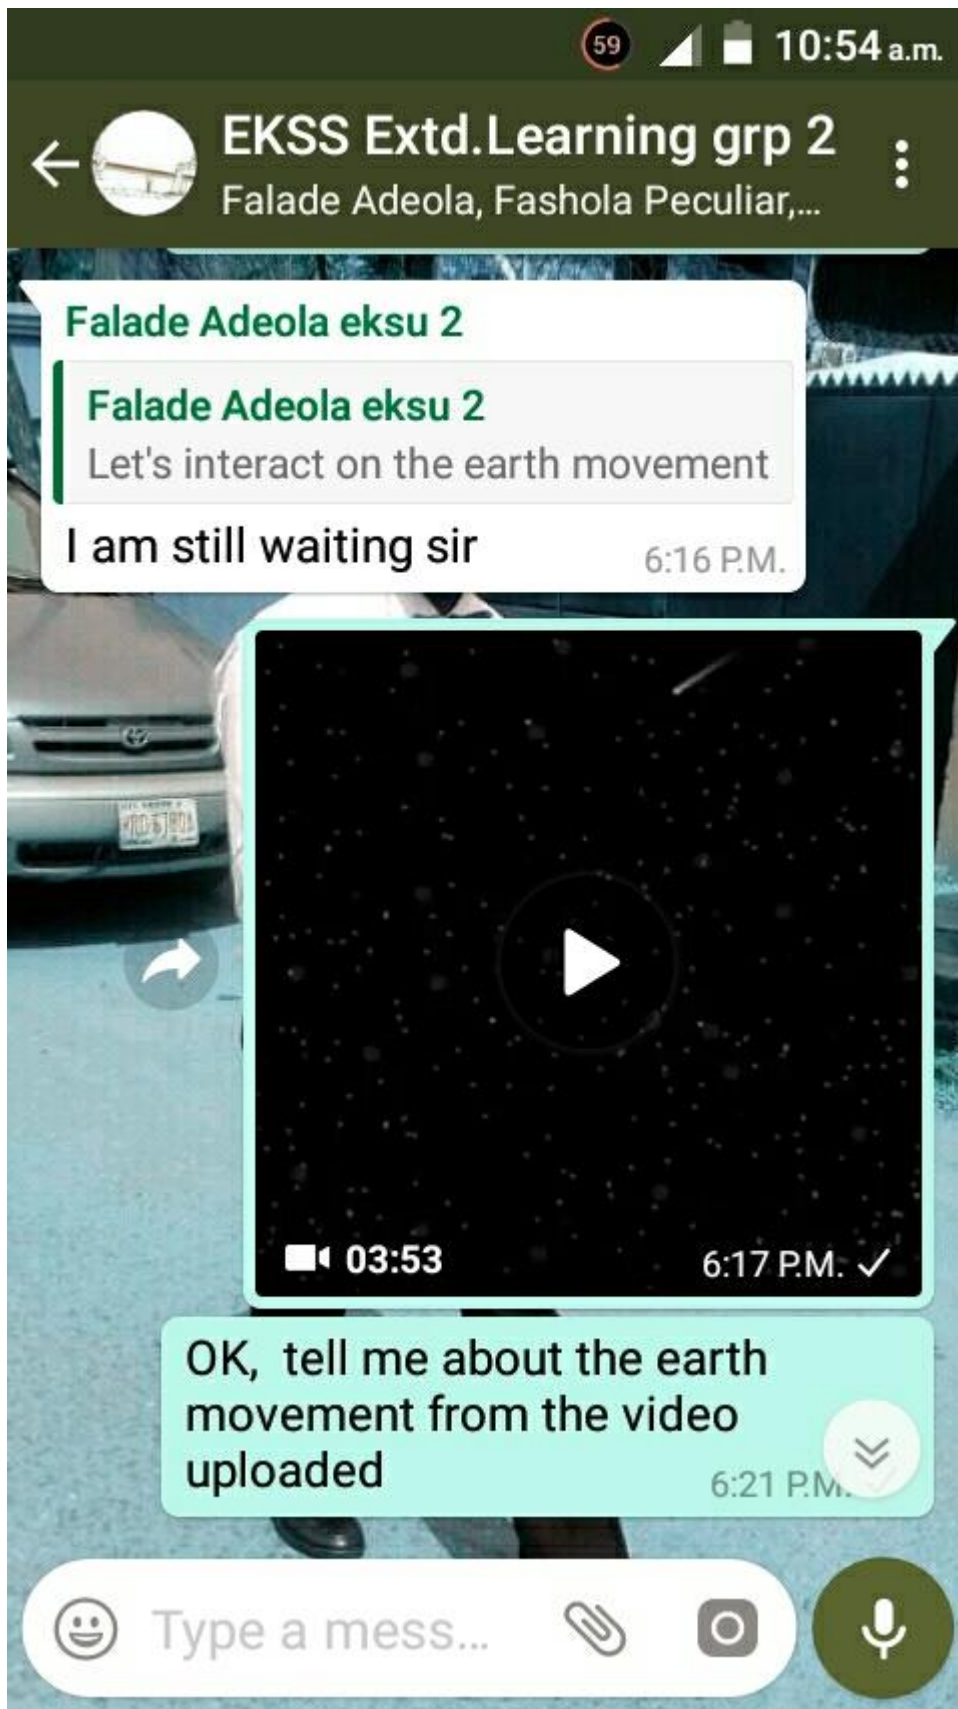 59 10:54 a.m.
EKSS Extd.Learning grp 2
Falade Adeola, Fashola Peculiar,...
Falade Adeola eksu 2
Falade Adeola eksu 2
Let's interact on the earth movement
I am still waiting sir
6:16 P.M.
03:53 6:17 P.M.
OK, tell me about the earth
movement from the video
uploaded
6:21 P.M.
Type a mess...